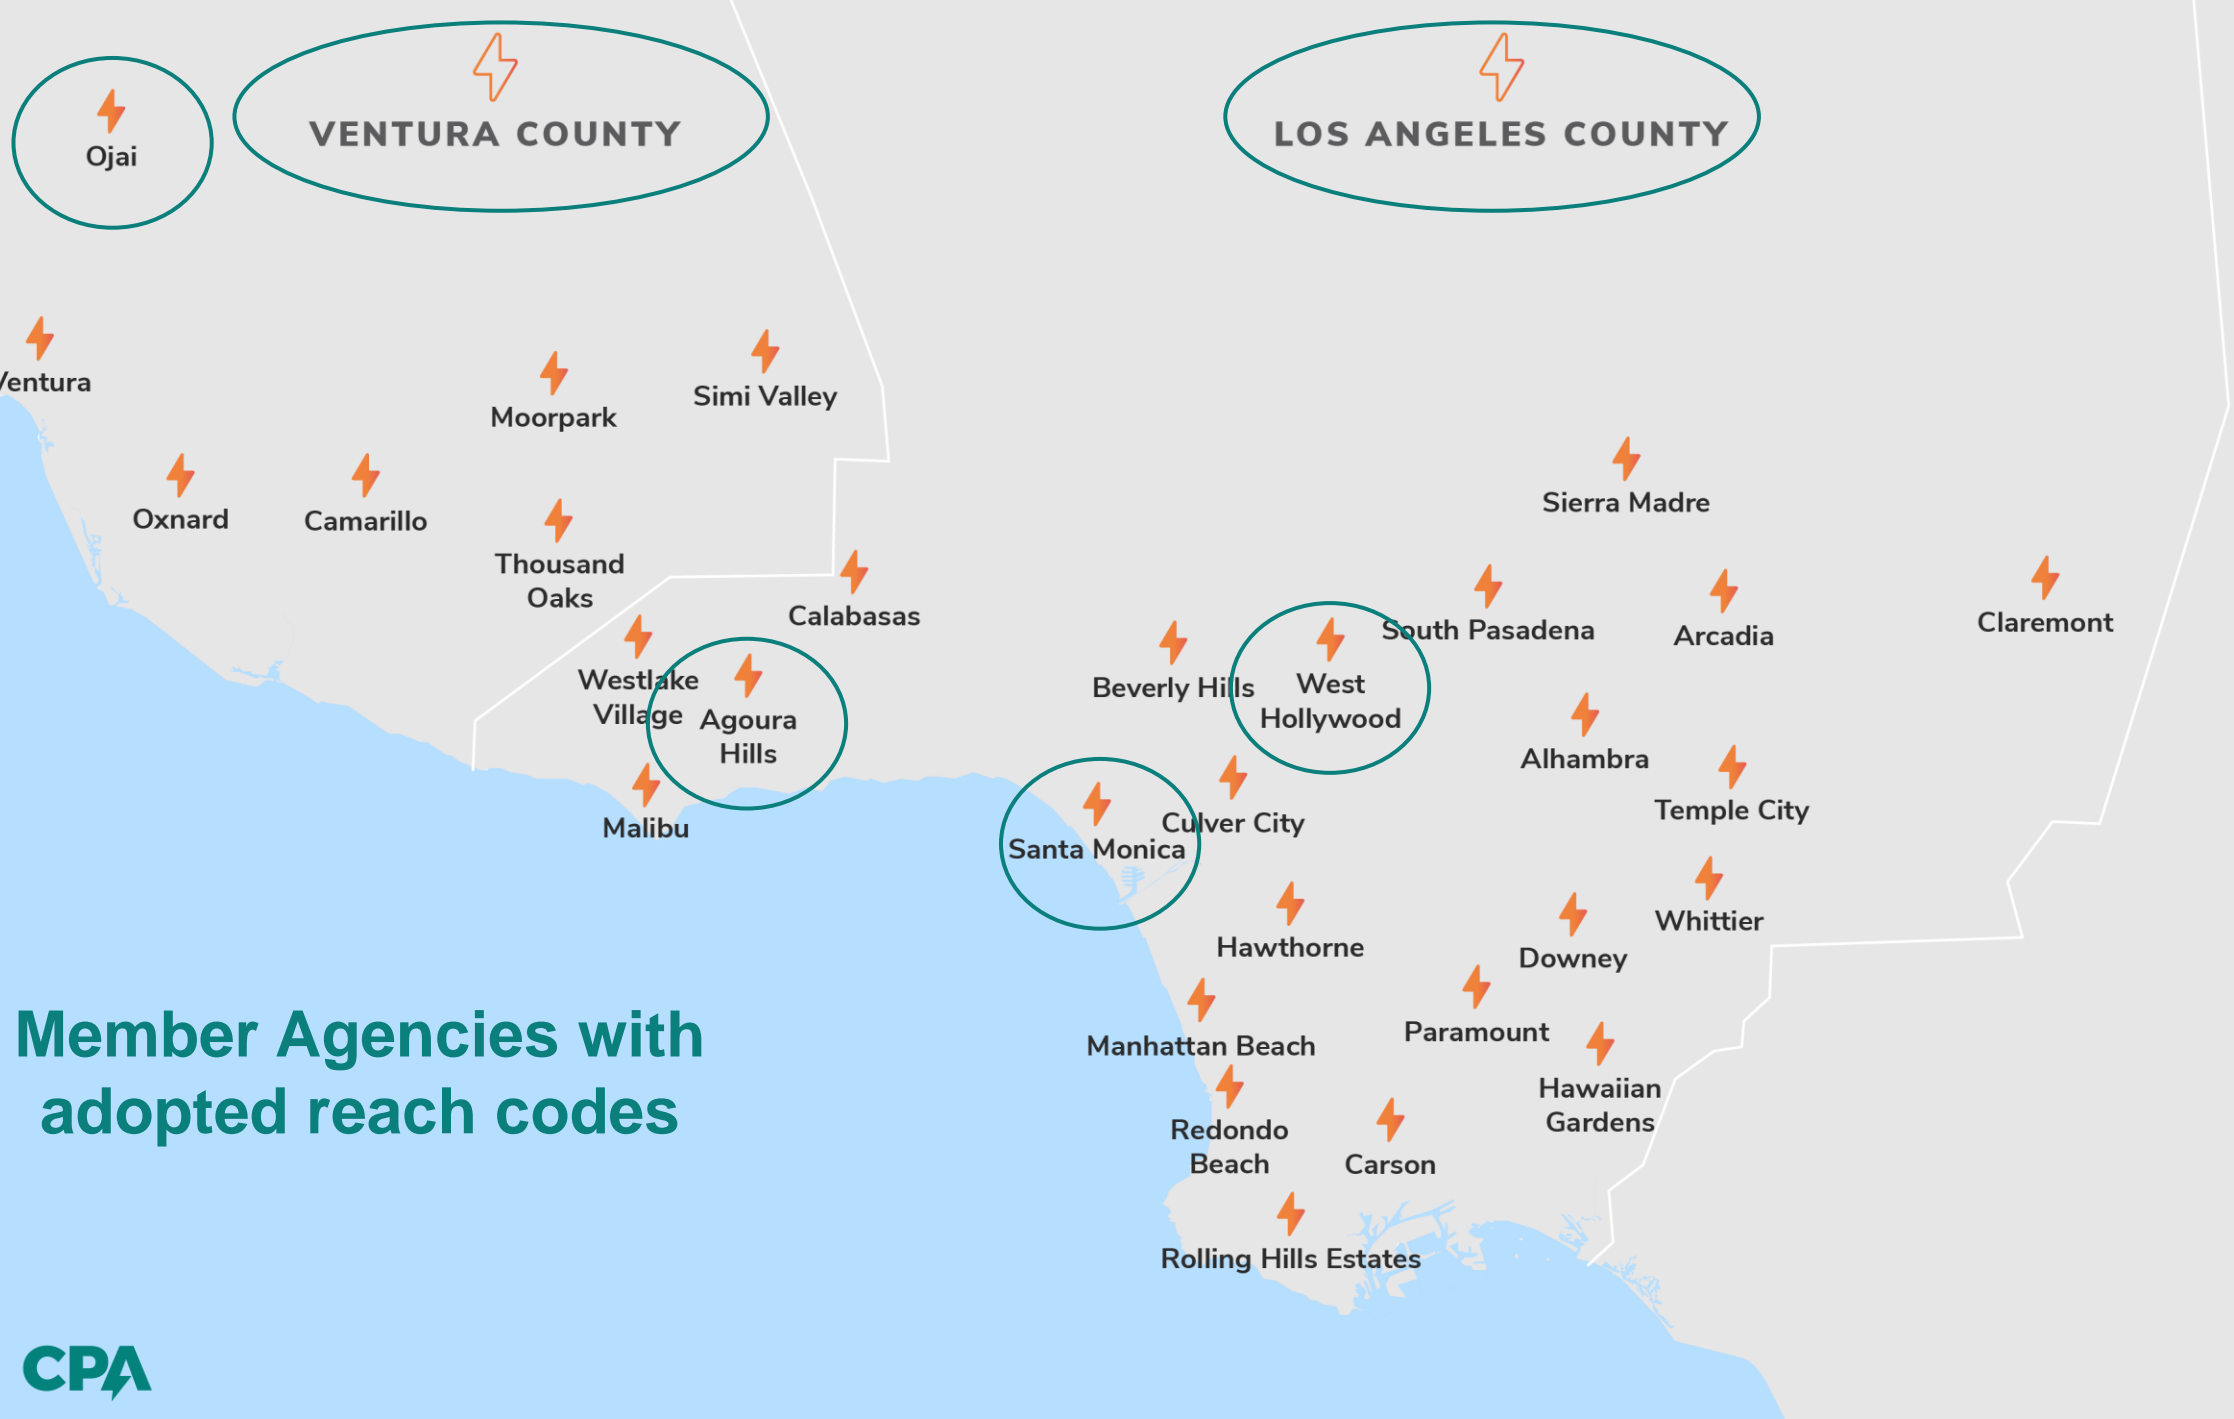 VENTURA COUNTY
LOS ANGELES COUNTY
Ojai
Ventura
Moorpark
Simi Valley
Oxnard
Camarillo
Thousand
Oaks
Calabasas
Westlake
Village
Agoura
Hills
Malibu
Sierra Madre
South Pasadena
Arcadia
Claremont
Beverly Hills
West
Hollywood
Alhambra
Temple City
Santa Monica
Culver City
Whittier
Hawthorne
Downey
Manhattan Beach
Paramount
Hawaiian
Gardens
Redondo
Beach
Carson
Rolling Hills Estates
Member Agencies with
adopted reach codes
CPA